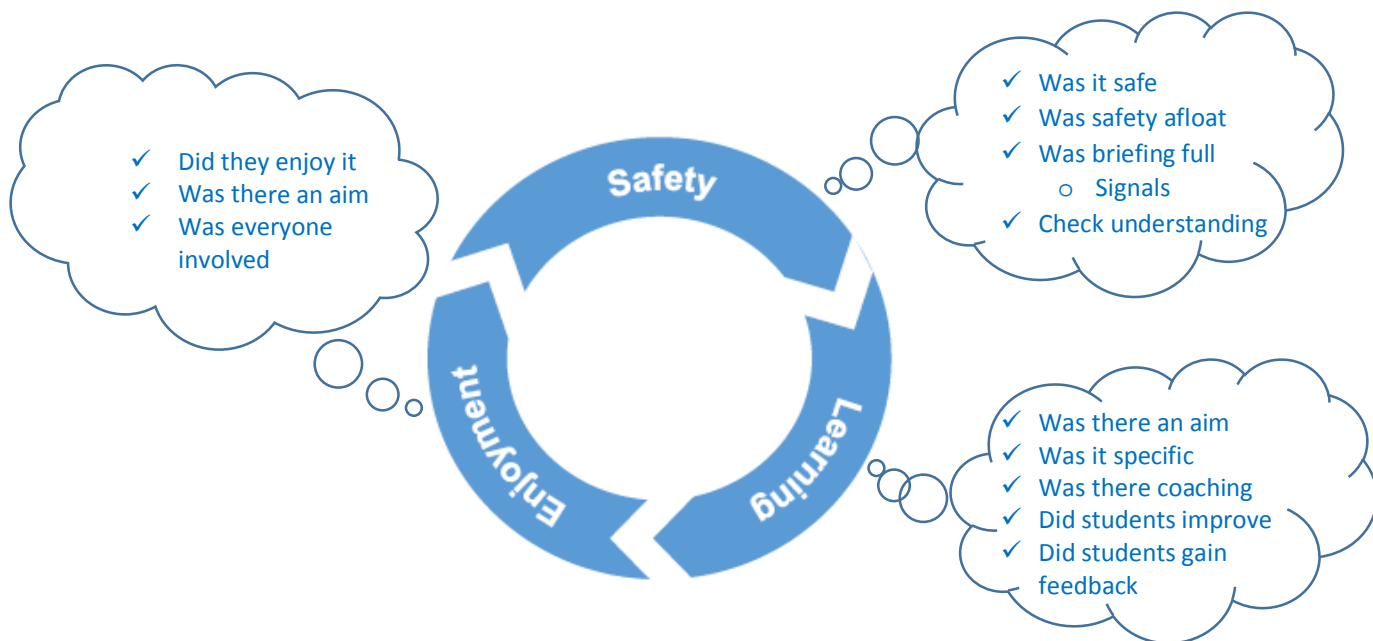 ✓ Did they enjoy it
✓ Was there an aim
✓ Was everyone
involved
Safety
✓ Was it safe
✓ Was safety afloat
✓ Was briefing full
o Signals
✓ Check understanding
Enjoyment
Learning
✓ Was there an aim
✓ Was it specific
✓ Was there coaching
✓ Did students improve
✓ Did students gain
feedback